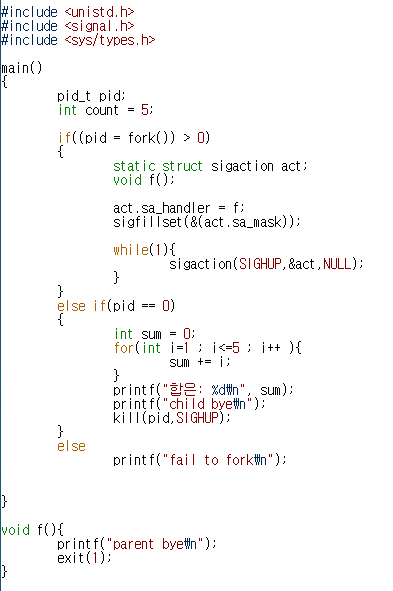 #include <unistd.h>
#include <signal.h>
#include <sys/types.h>

main()
{
        pid_t pid;
        int count = 5;

        if((pid = fork()) > 0)
        {
                static struct sigaction act;
                void f();

                act.sa_handler = f;
                sigfillset(&(act.sa_mask));

                while(1){
                        sigaction(SIGHUP,&act,NULL);
                }
        }
        else if(pid == 0)
        {
                int sum = 0;
                for(int i=1 ; i<=5 ; i++ ){
                        sum += i;
                }
                printf("합은: %d₩n", sum);
                printf("child bye₩n");
                kill(pid,SIGHUP);
        }
        else
                printf("fail to fork₩n");


}

void f(){
        printf("parent bye₩n");
        exit(1);
}